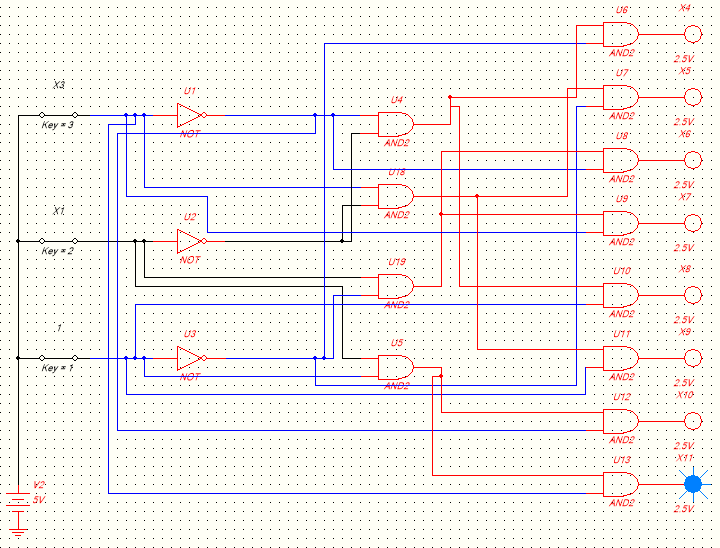 X3
Key = 3
X1
Key = 2
1
Key = 1
V2
5V
U1
NOT
U2
NOT
U3
NOT
U4
AND2
U18
AND2
U19
AND2
U5
AND2
U6
AND2
U7
AND2
U8
AND2
U9
AND2
U10
AND2
U11
AND2
U12
AND2
U13
AND2
X4
2.5V
X5
2.5V
X6
2.5V
X7
2.5V
X8
2.5V
X9
2.5V
X10
2.5V
X11
2.5V